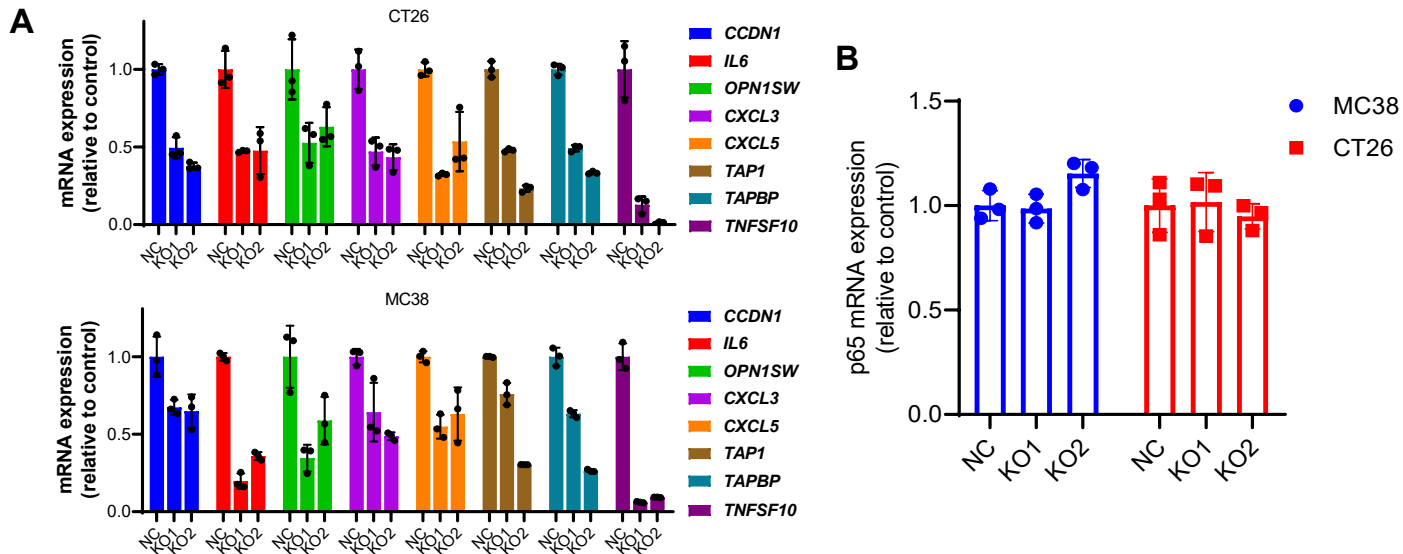 A
CT26
mRNA expression
(relative to control)
1.0
0.5
0.0
NC KO1 KO2 NC KO1 KO2 NC KO1 KO2 NC KO1 KO2 NC KO1 KO2 NC KO1 KO2 NC KO1 KO2 NC KO1 KO2
CCDN1
IL6
OPN1SW
CXCL3
CXCL5
TAP1
TAPBP
TNFSF10
MC38
mRNA expression
(relative to control)
1.0
0.5
0.0
NC KO1 KO2 NC KO1 KO2 NC KO1 KO2 NC KO1 KO2 NC KO1 KO2 NC KO1 KO2 NC KO1 KO2 NC KO1 KO2
CCDN1
IL6
OPN1SW
CXCL3
CXCL5
TAP1
TAPBP
TNFSF10
B
p65 mRNA expression
(relative to control)
1.5
1.0
0.5
0.0
NC KO1 KO2 NC KO1 KO2
MC38
CT26